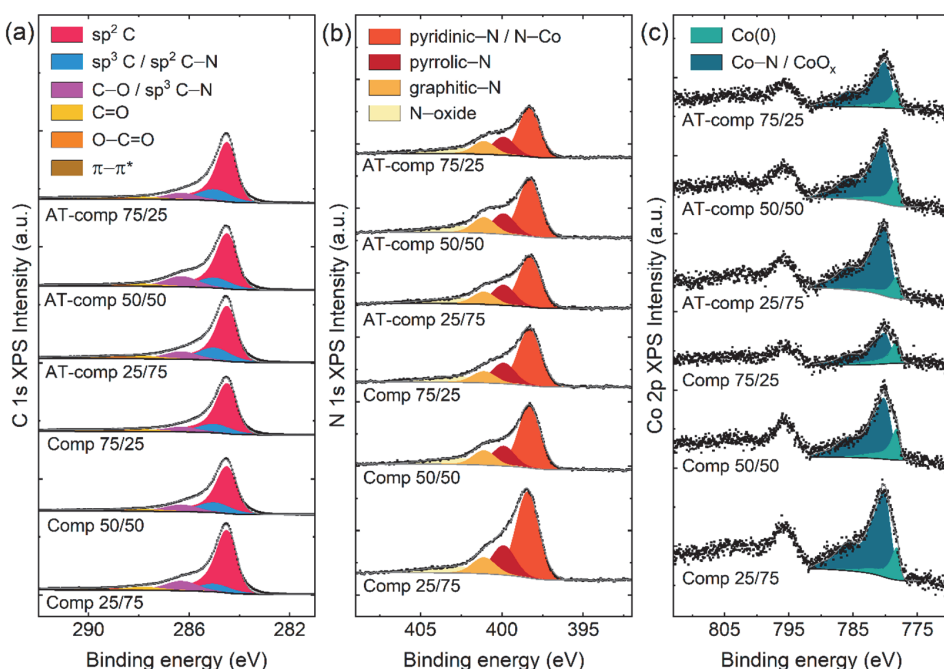 (a)
sp² C
sp³ C / sp² C–N
C–O / sp³ C–N
C=O
O–C=O
π–π*
AT-comp 75/25
AT-comp 50/50
AT-comp 25/75
Comp 75/25
Comp 50/50
Comp 25/75
C 1s XPS Intensity (a.u.)
290
286
282
Binding energy (eV)
(b)
pyridinic–N / N–Co
pyrrolic–N
graphitic–N
N–oxide
AT-comp 75/25
AT-comp 50/50
AT-comp 25/75
Comp 75/25
Comp 50/50
Comp 25/75
N 1s XPS Intensity (a.u.)
405
400
395
Binding energy (eV)
(c)
Co(0)
Co–N / CoOₓ
AT-comp 75/25
AT-comp 50/50
AT-comp 25/75
Comp 75/25
Comp 50/50
Comp 25/75
Co 2p XPS Intensity (a.u.)
805
795
785
775
Binding energy (eV)